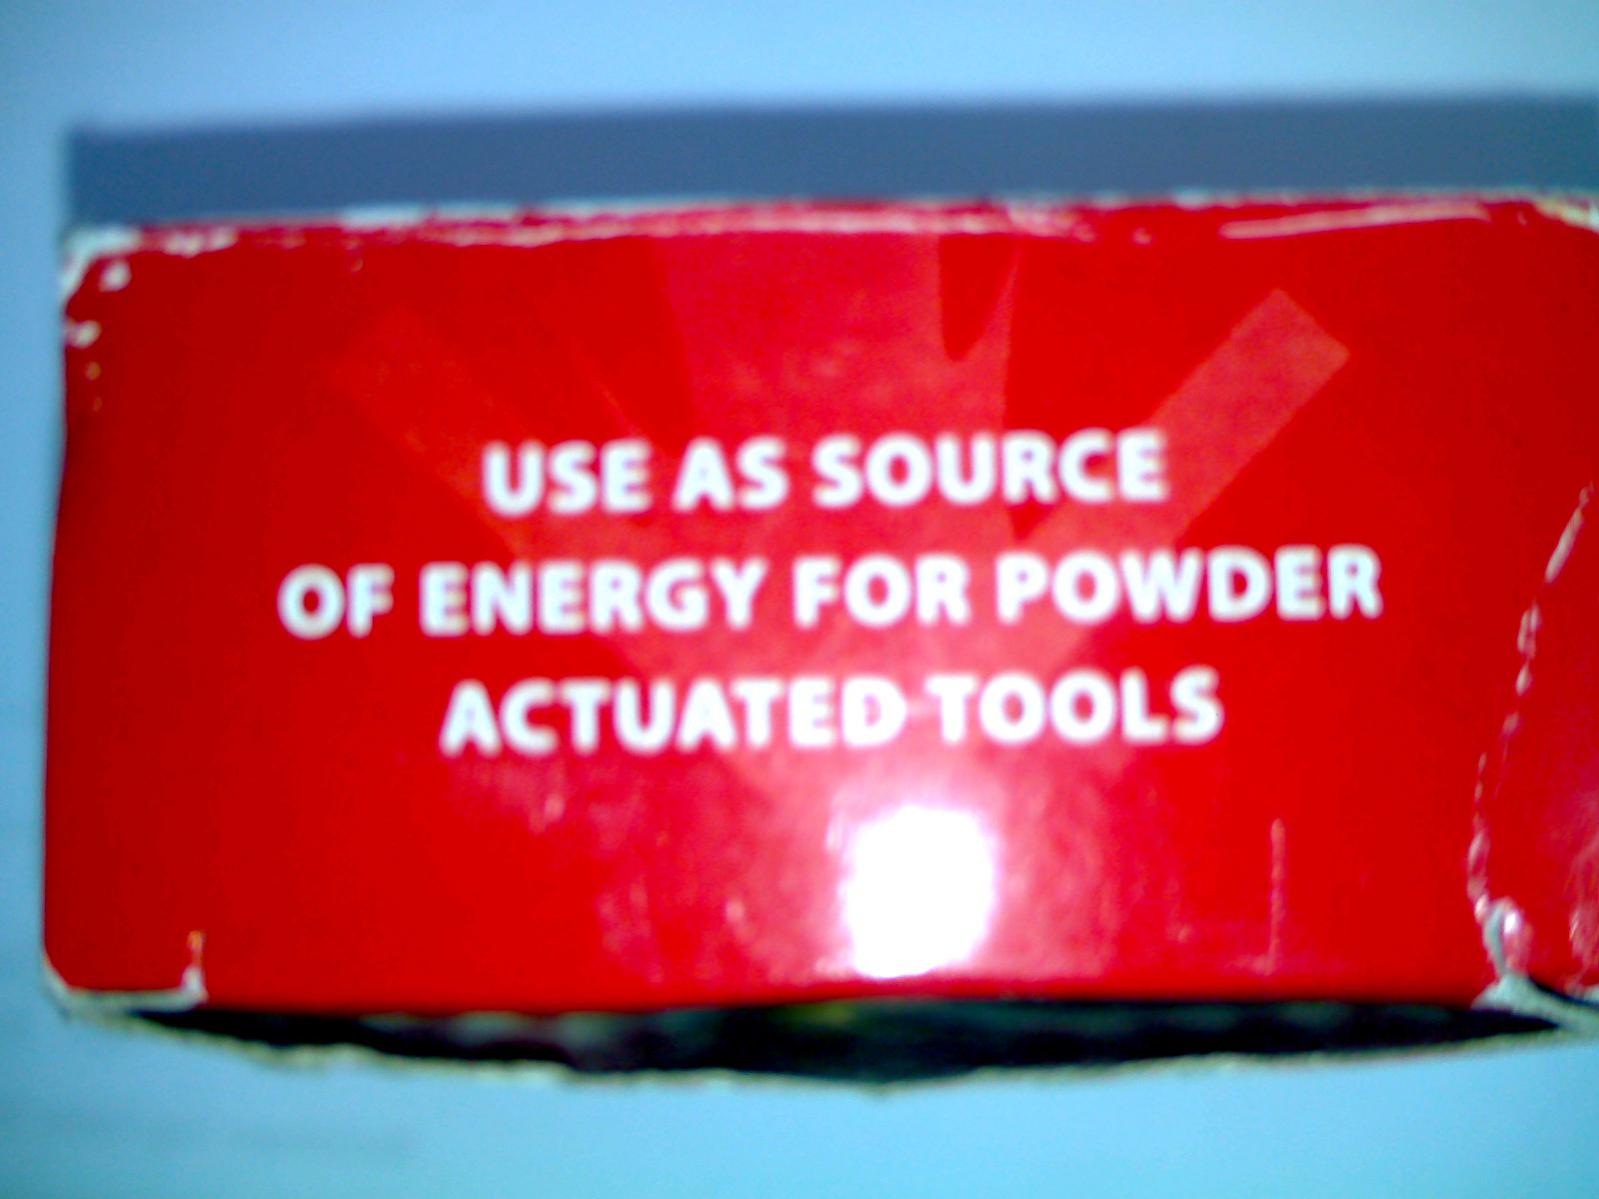 USE AS SOURCE
OF ENERGY FOR POWDER
ACTUATED TOOLS